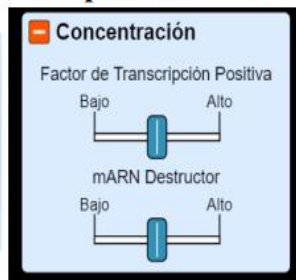 Concentración
Factor de Transcripción Positiva
Bajo Alto
mARN Destructor
Bajo Alto